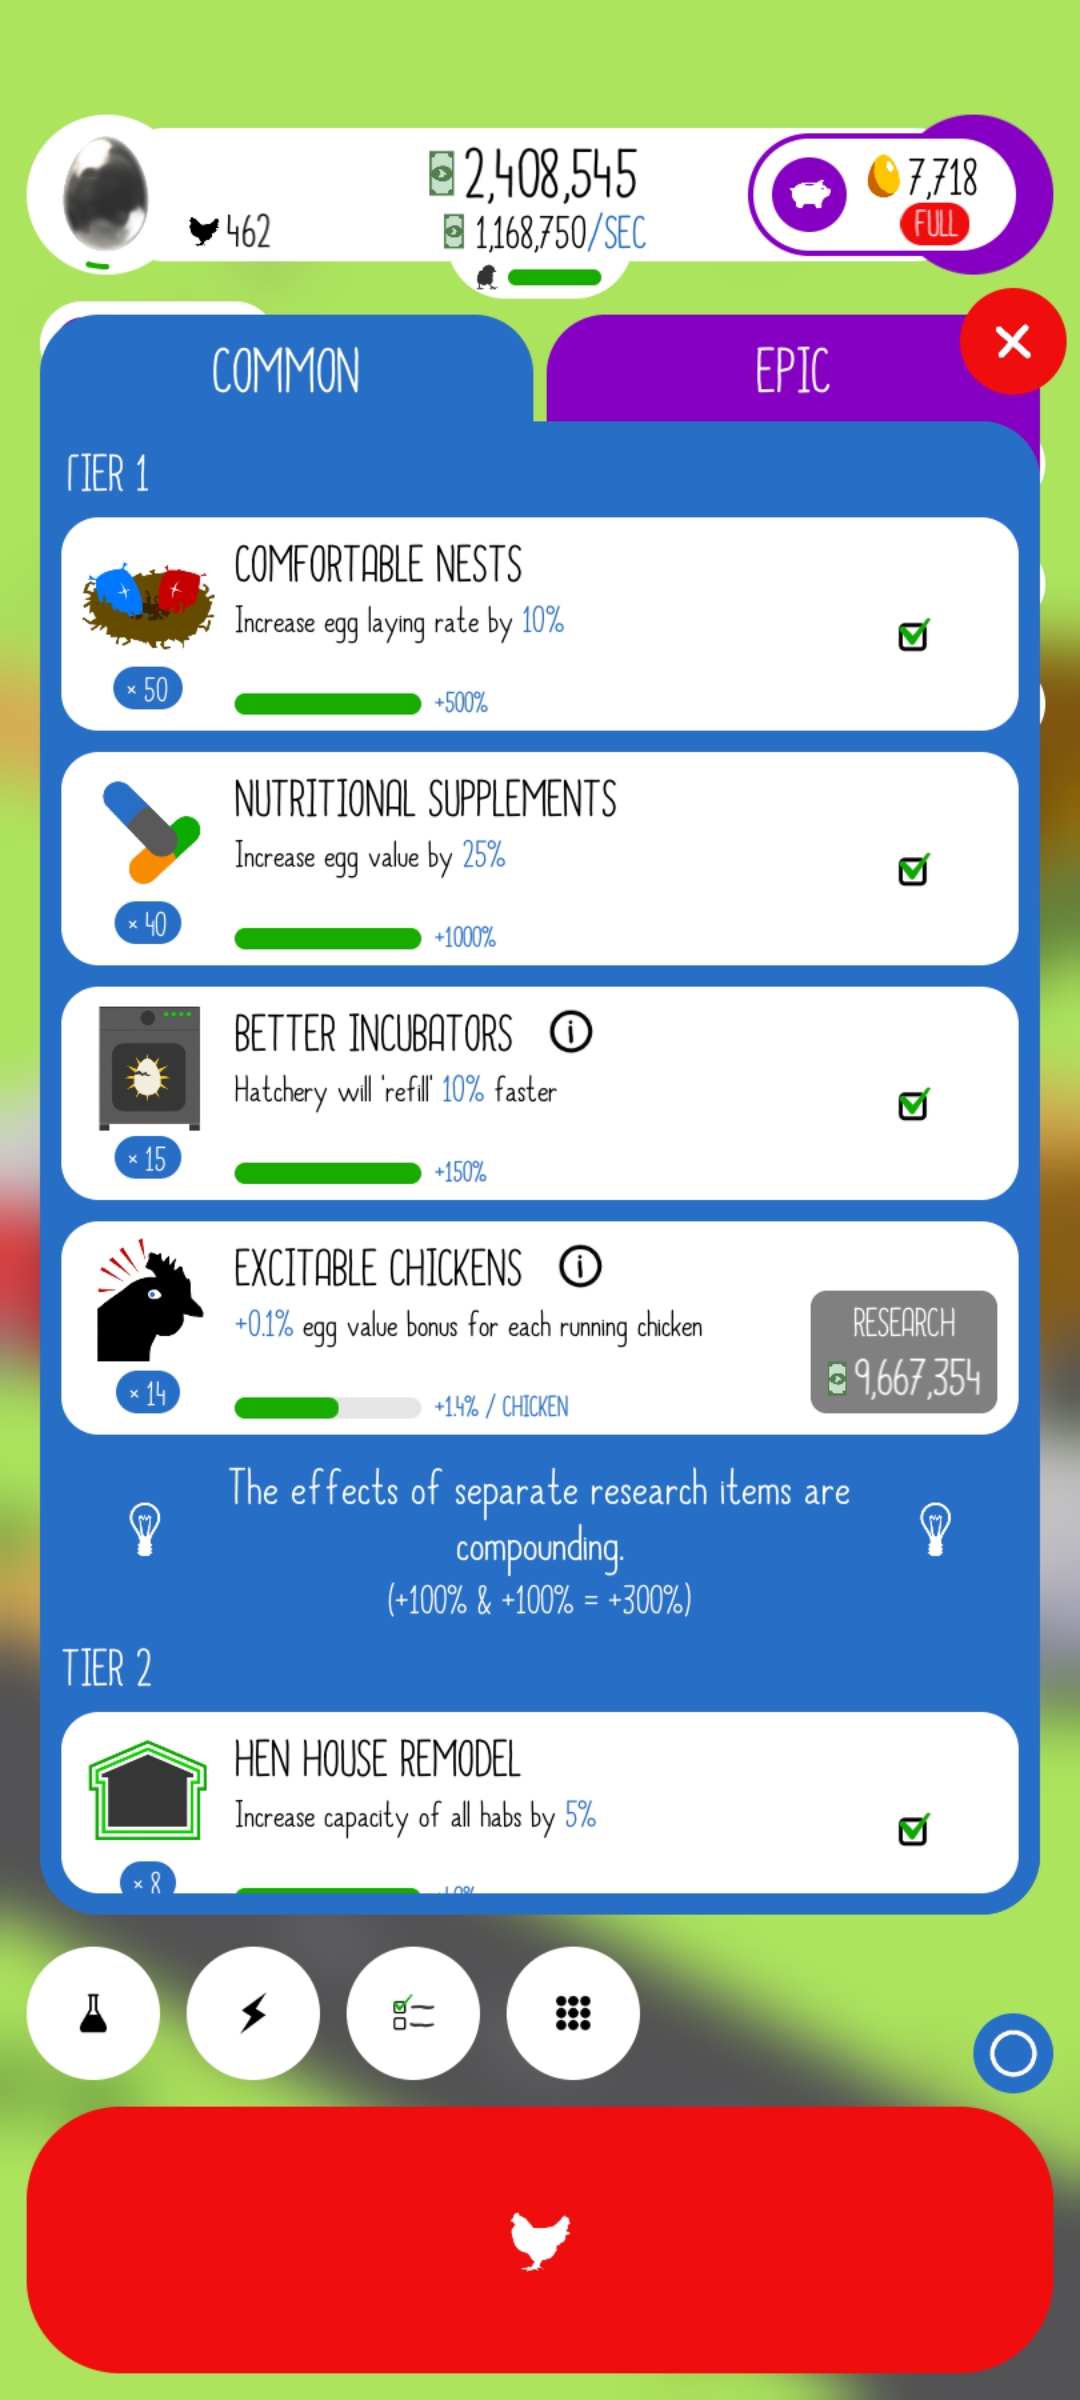 2,408,545
7,718
462
1,168,750/SEC
FULL
COMMON
EPIC
TIER 1
COMFORTABLE NESTS
Increase egg laying rate by 10%
× 50
+500%
NUTRITIONAL SUPPLEMENTS
Increase egg value by 25%
× 40
+1000%
BETTER INCUBATORS
Hatchery will 'refill' 10% faster
× 15
+150%
EXCITABLE CHICKENS
+0.1% egg value bonus for each running chicken
RESEARCH
9,667,354
× 14
+1.4% / CHICKEN
The effects of separate research items are
compounding.
(+100% & +100% = +300%)
TIER 2
HEN HOUSE REMODEL
Increase capacity of all habs by 5%
× 8